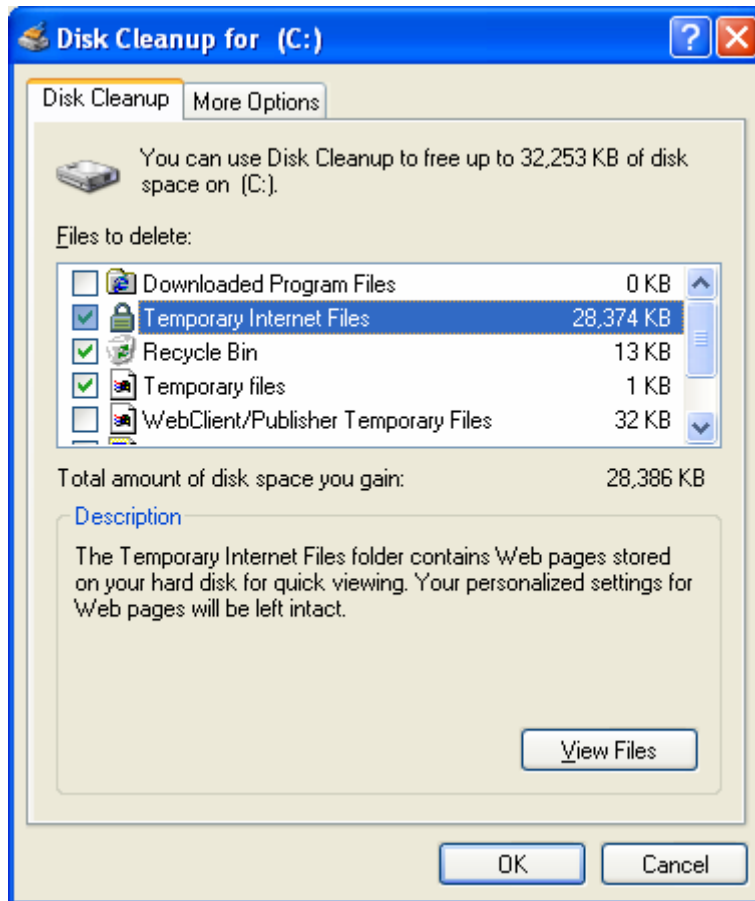 Disk Cleanup for (C:)
Disk Cleanup More Options
You can use Disk Cleanup to free up to 32,253 KB of disk
space on (C:).
Files to delete:
Downloaded Program Files 0 KB
Temporary Internet Files 28,374 KB
Recycle Bin 13 KB
Temporary files 1 KB
WebClient/Publisher Temporary Files 32 KB
Total amount of disk space you gain: 28,386 KB
Description
The Temporary Internet Files folder contains Web pages stored
on your hard disk for quick viewing. Your personalized settings for
Web pages will be left intact.
View Files
OK Cancel